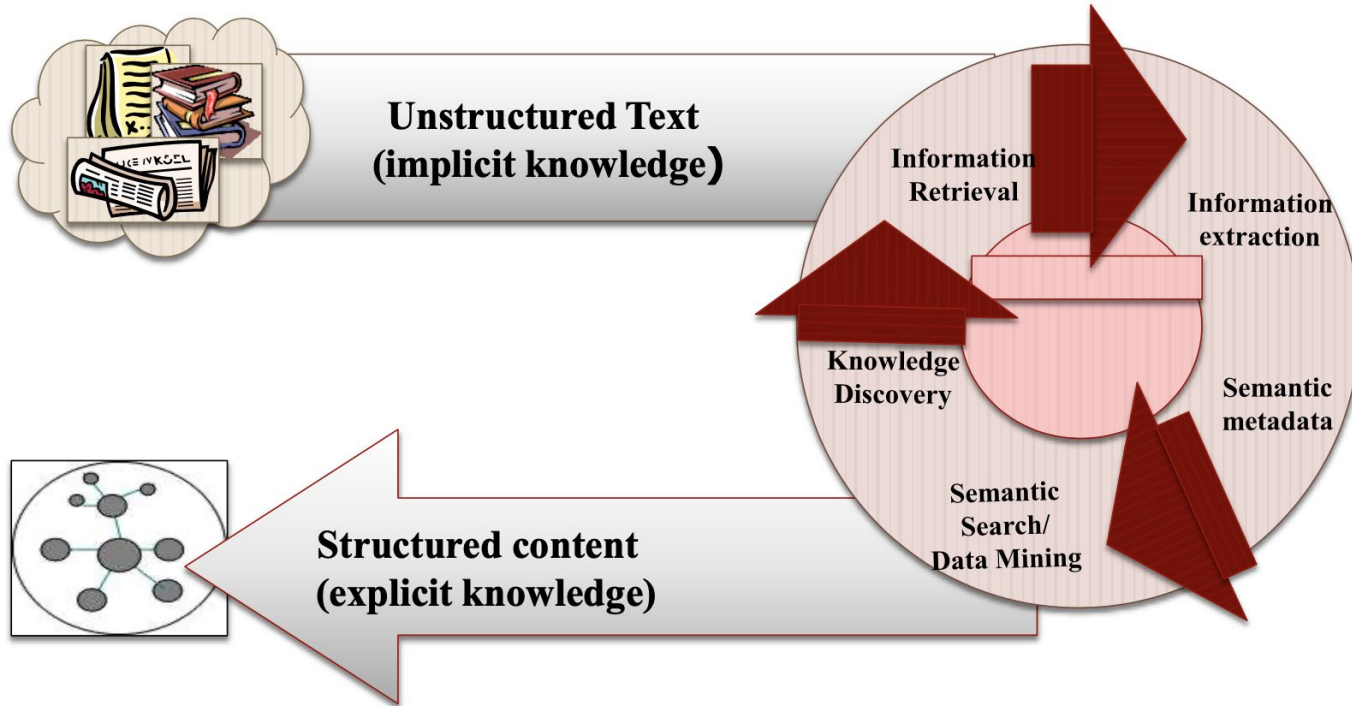 Unstructured Text
(implicit knowledge)
Information
Retrieval
Information
extraction
Knowledge
Discovery
Semantic
metadata
Semantic
Search/
Data Mining
Structured content
(explicit knowledge)